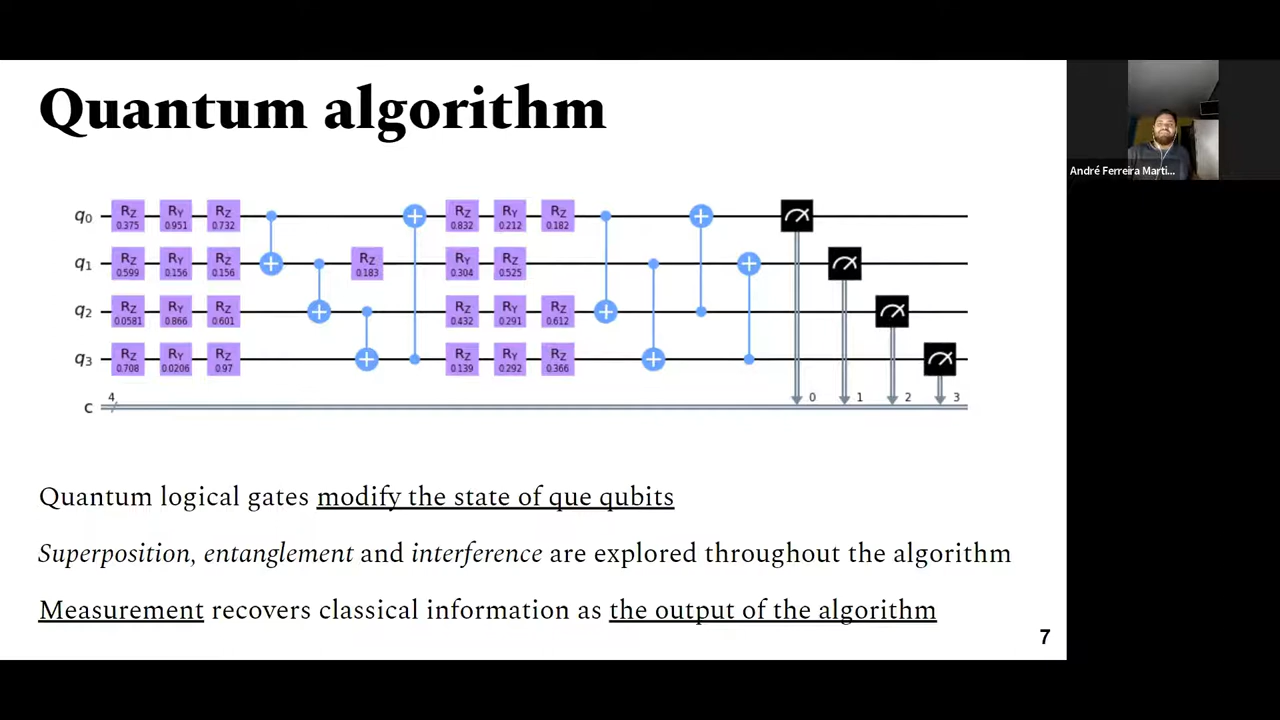 Quantum algorithm
André Ferreira Marti...
q0 RZ 0.375 RY 0.951 RZ 0.732 RZ 0.832 RY 0.212 RZ 0.182
q1 RZ 0.599 RY 0.156 RZ 0.156 RZ 0.183 RY 0.304 RZ 0.525
q2 RZ 0.0581 RY 0.866 RZ 0.601 RZ 0.432 RY 0.291 RZ 0.612
q3 RZ 0.708 RY 0.0206 RZ 0.97 RZ 0.139 RY 0.292 RZ 0.366
c 4 0 1 2 3
Quantum logical gates modify the state of que qubits
Superposition, entanglement and interference are explored throughout the algorithm
Measurement recovers classical information as the output of the algorithm
7